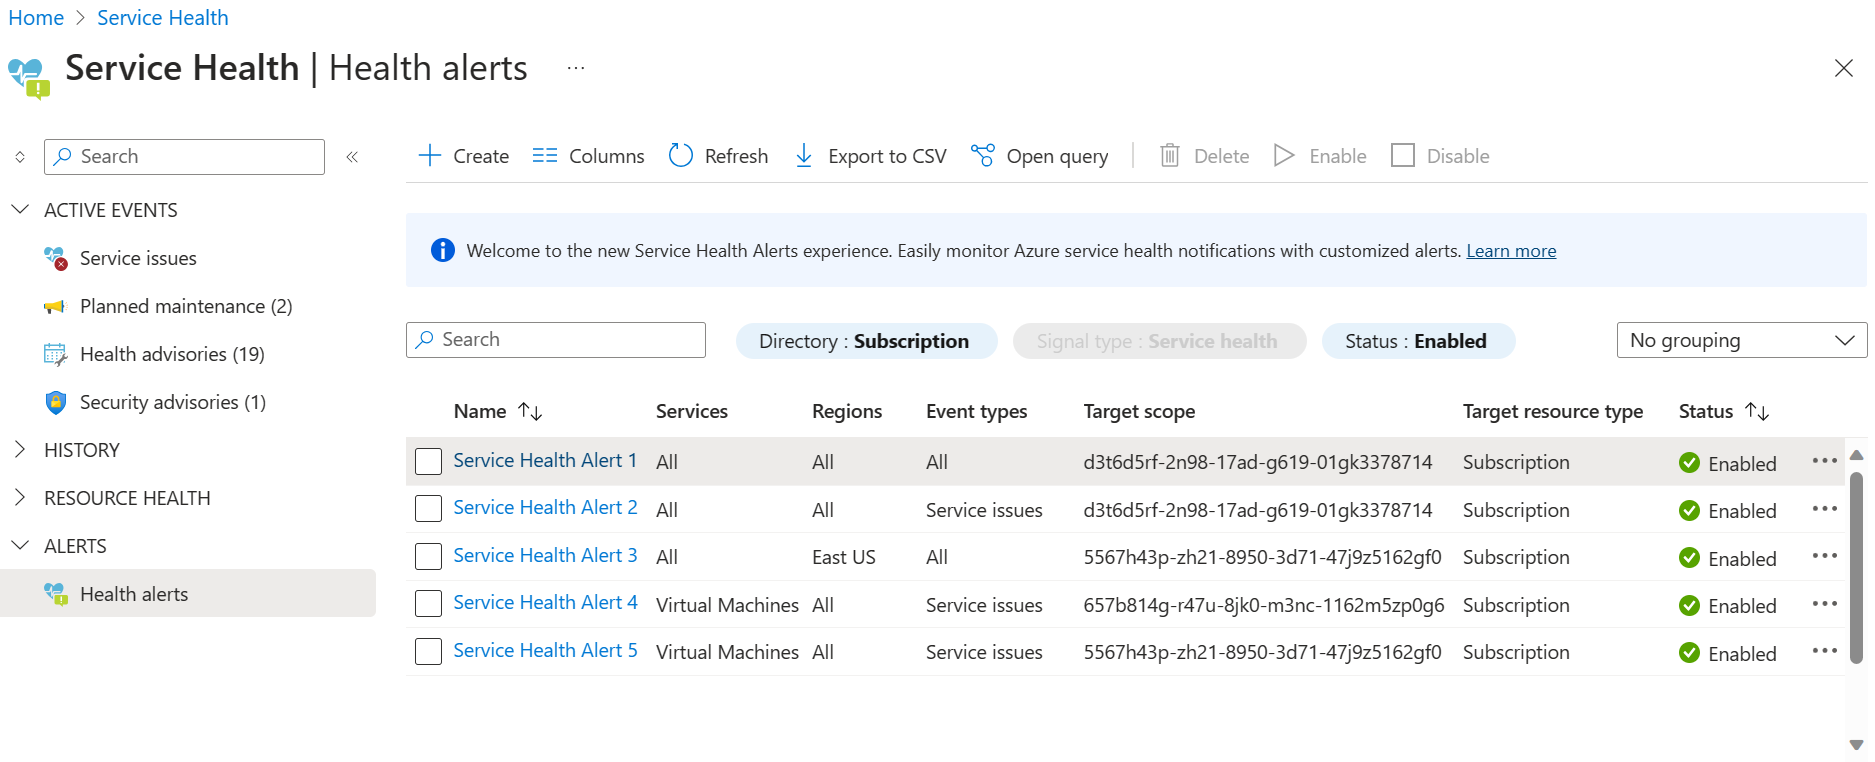 Home > Service Health
Service Health | Health alerts ...
Search
ACTIVE EVENTS
Service issues
Planned maintenance (2)
Health advisories (19)
Security advisories (1)
HISTORY
RESOURCE HEALTH
ALERTS
Health alerts
Create Columns Refresh Export to CSV Open query Delete Enable Disable
Welcome to the new Service Health Alerts experience. Easily monitor Azure service health notifications with customized alerts. Learn more
Search Directory : Subscription Signal type : Service health Status : Enabled No grouping
Name Services Regions Event types Target scope Target resource type Status
Service Health Alert 1 All All All d3t6d5rf-2n98-17ad-g619-01gk3378714 Subscription Enabled
Service Health Alert 2 All All Service issues d3t6d5rf-2n98-17ad-g619-01gk3378714 Subscription Enabled
Service Health Alert 3 All East US All 5567h43p-zh21-8950-3d71-47j9z5162gf0 Subscription Enabled
Service Health Alert 4 Virtual Machines All Service issues 657b814g-r47u-8jk0-m3nc-1162m5zp0g6 Subscription Enabled
Service Health Alert 5 Virtual Machines All Service issues 5567h43p-zh21-8950-3d71-47j9z5162gf0 Subscription Enabled